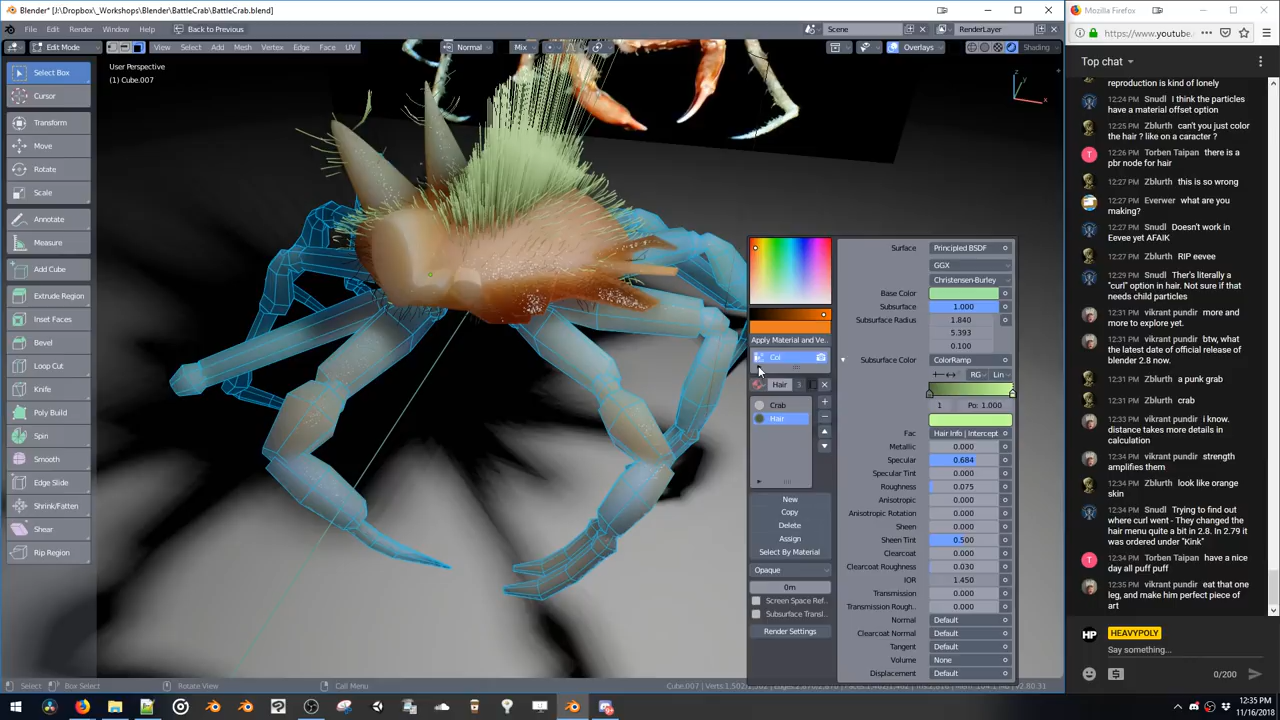 Blender* [J:\Dropbox\_Workshops\Blender\BattleCrab\BattleCrab.blend]
File Edit Render Window Help Back to Previous Scene RenderLayer
Edit Mode View Select Add Mesh Vertex Edge Face UV Normal Mix Overlays Shading
Select Box
Cursor
Transform
Move
Rotate
Scale
Annotate
Measure
Add Cube
Extrude Region
Inset Faces
Bevel
Loop Cut
Knife
Poly Build
Spin
Smooth
Edge Slide
Shrink/Fatten
Shear
Rip Region
User Perspective
(1) Cube.007
Apply Material and Ve..
Col
Hair 3
Crab
Hair
New
Copy
Delete
Assign
Select By Material
Opaque
0m
Screen Space Ref..
Subsurface Transl..
Render Settings
Surface Principled BSDF
GGX
Christensen-Burley
Base Color
Subsurface 1.000
Subsurface Radius 1.840
5.393
0.100
Subsurface Color ColorRamp
RG Lin
1 Po: 1.000
Fac Hair Info | Intercept
Metallic 0.000
Specular 0.684
Specular Tint 0.000
Roughness 0.075
Anisotropic 0.000
Anisotropic Rotation 0.000
Sheen 0.000
Sheen Tint 0.500
Clearcoat 0.000
Clearcoat Roughness 0.030
IOR 1.450
Transmission 0.000
Transmission Rough.. 0.000
Normal Default
Clearcoat Normal Default
Tangent Default
Volume None
Displacement Default
Select Box Select Rotate View Call Menu
Mozilla Firefox
https://www.youtube.
Top chat
reproduction is kind of lonely
12:24 PM Snudl I think the particles
have a material offset option
12:25 PM Zblurth can't you just color
the hair ? like on a caracter ?
12:26 PM Torben Taipan there is a
pbr node for hair
12:27 PM Zblurth this is so wrong
12:27 PM Everwer what are you
making?
12:27 PM Snudl Doesn't work in
Eevee yet AFAIK
12:28 PM Zblurth RIP eevee
12:29 PM Snudl Ther's literally a
"curl" option in hair. Not sure if that
needs child particles
12:31 PM vikrant pundir more and
more to explore yet.
12:31 PM vikrant pundir btw, what
the latest date of official release of
blender 2.8 now.
12:31 PM Zblurth a punk grab
12:31 PM Zblurth crab
12:33 PM vikrant pundir i know.
distance takes more details in
calculation
12:34 PM vikrant pundir strength
amplifies them
12:34 PM Zblurth look like orange
skin
12:34 PM Snudl Trying to find out
where curl went - They changed the
hair menu quite a bit in 2.8. In 2.79 it
was ordered under "Kink"
12:34 PM Torben Taipan have a nice
day all puff puff
12:35 PM vikrant pundir eat that one
leg, and make him perfect piece of
art
HP HEAVYPOLY
Say something...
0/200
12:35 PM
11/16/2018